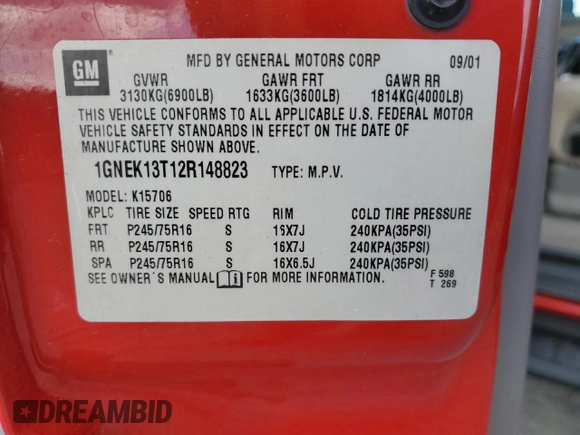 GM
MFD BY GENERAL MOTORS CORP 09/01
GVWR GAWR FRT GAWR RR
3130KG(6900LB) 1633KG(3600LB) 1814KG(4000LB)
THIS VEHICLE CONFORMS TO ALL APPLICABLE U.S. FEDERAL MOTOR
VEHICLE SAFETY STANDARDS IN EFFECT ON THE DATE OF
MANUFACTURE SHOWN ABOVE.
1GNEK13T12R148823 TYPE: M.P.V.
MODEL: K15706
KPLC TIRE SIZE SPEED RTG RIM COLD TIRE PRESSURE
FRT P245/75R16 S 16X7J 240KPA(35PSI)
RR P245/75R16 S 16X7J 240KPA(35PSI)
SPA P245/75R16 S 16X6.5J 240KPA(35PSI)
SEE OWNER'S MANUAL FOR MORE INFORMATION. F 598
T 269
DREAMBID